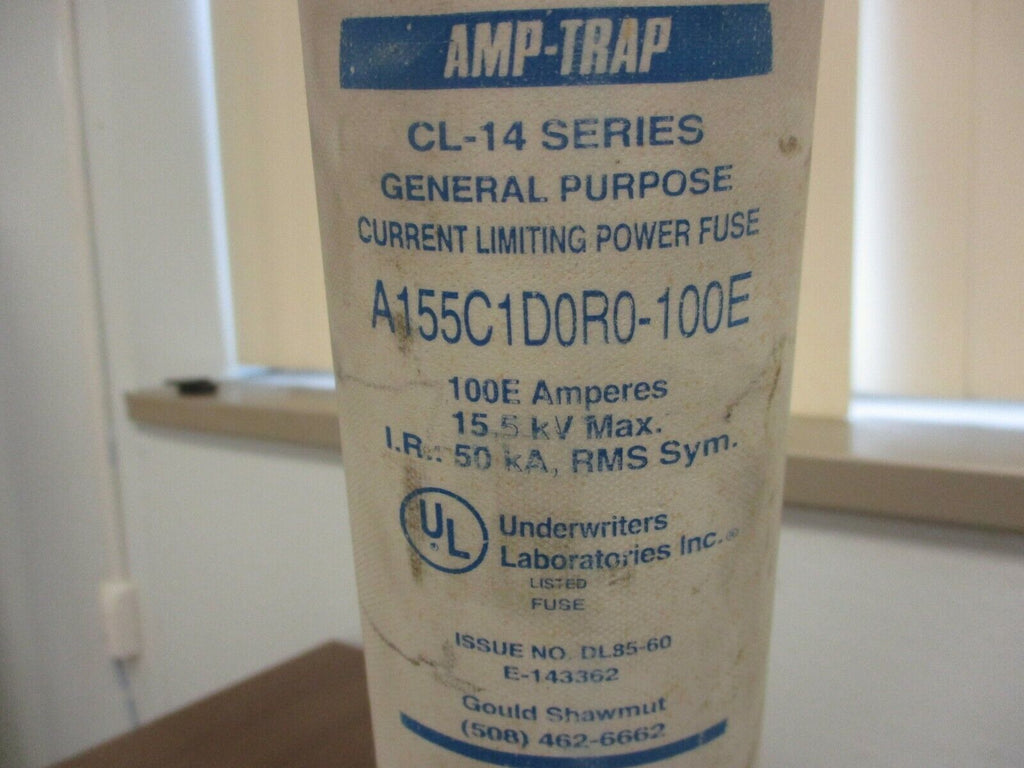 AMP-TRAP
CL-14 SERIES
GENERAL PURPOSE
CURRENT LIMITING POWER FUSE
A155C1D0R0-100E
100E Amperes
15.5 kV Max.
I.R.: 50 kA, RMS Sym.
UL
®
Underwriters
Laboratories Inc.®
LISTED
FUSE
ISSUE NO. DL85-60
E-143362
Gould Shawmut
(508) 462-6662